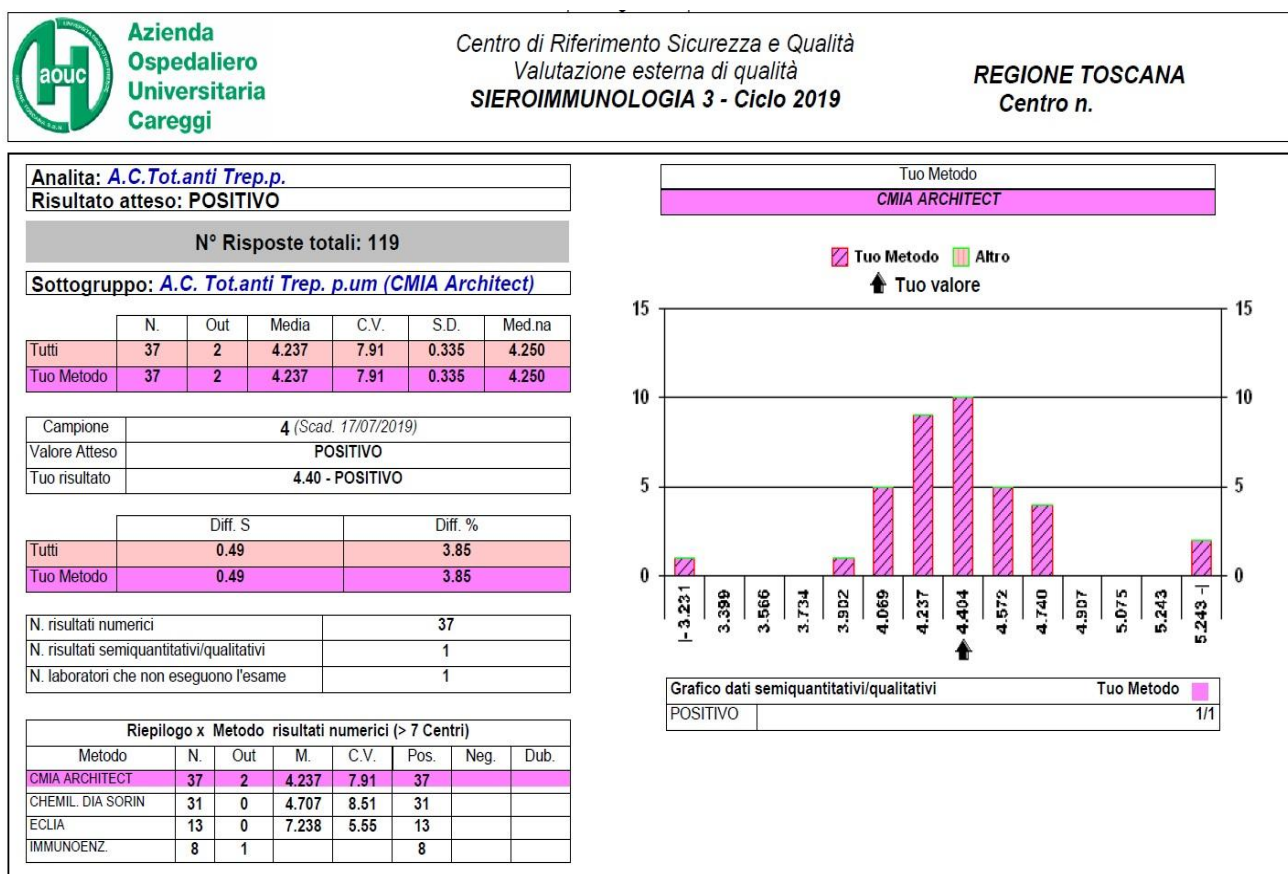 aouc
Azienda
Ospedaliero
Universitaria
Careggi
Centro di Riferimento Sicurezza e Qualità
Valutazione esterna di qualità
SIEROIMMUNOLOGIA 3 - Ciclo 2019
REGIONE TOSCANA
Centro n.
Analita: A.C.Tot.anti Trep.p.
Risultato atteso: POSITIVO
N° Risposte totali: 119
Sottogruppo: A.C. Tot.anti Trep. p.um (CMIA Architect)
N. Out Media C.V. S.D. Med.na
Tutti 37 2 4.237 7.91 0.335 4.250
Tuo Metodo 37 2 4.237 7.91 0.335 4.250
Campione 4 (Scad. 17/07/2019)
Valore Atteso POSITIVO
Tuo risultato 4.40 - POSITIVO
Diff. S Diff. %
Tutti 0.49 3.85
Tuo Metodo 0.49 3.85
N. risultati numerici 37
N. risultati semiquantitativi/qualitativi 1
N. laboratori che non eseguono l'esame 1
Riepilogo x Metodo risultati numerici (> 7 Centri)
Metodo N. Out M. C.V. Pos. Neg. Dub.
CMIA ARCHITECT 37 2 4.237 7.91 37
CHEMIL. DIA SORIN 31 0 4.707 8.51 31
ECLIA 13 0 7.238 5.55 13
IMMUNOENZ. 8 1 8
Tuo Metodo
CMIA ARCHITECT
Tuo Metodo Altro
Tuo valore
15 15
10 10
5 5
0 0
|- 3.231
3.399
3.566
3.734
3.902
4.069
4.237
4.404
4.572
4.740
4.907
5.075
5.243
5.243 -|
Grafico dati semiquantitativi/qualitativi Tuo Metodo
POSITIVO 1/1